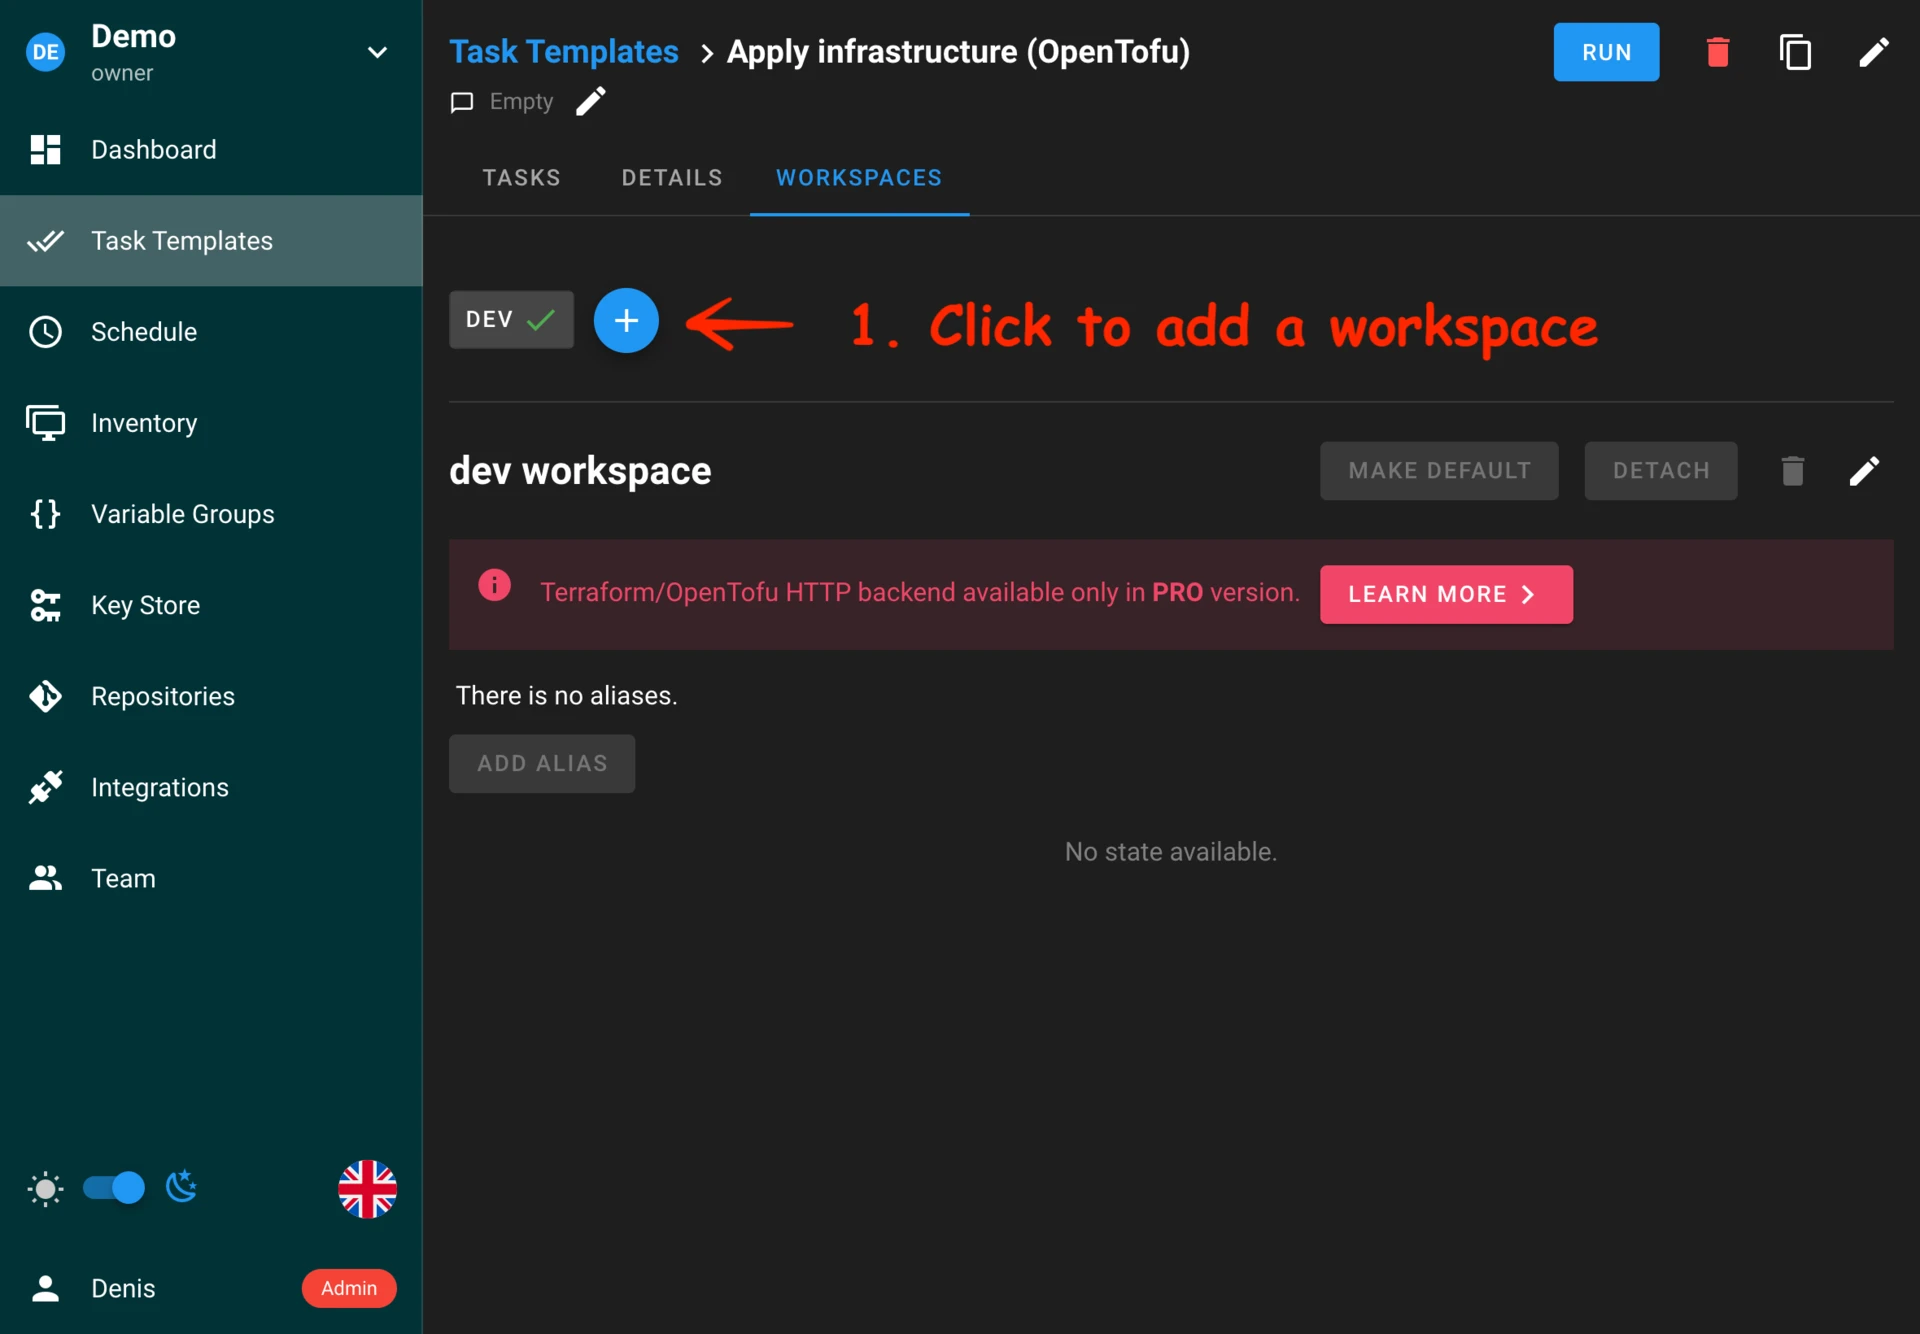 DE
Demo
owner
Dashboard
Task Templates
Schedule
Inventory
Variable Groups
Key Store
Repositories
Integrations
Team
Denis
Admin
Task Templates > Apply infrastructure (OpenTofu)
RUN
Empty
TASKS
DETAILS
WORKSPACES
DEV
1. Click to add a workspace
dev workspace
MAKE DEFAULT
DETACH
Terraform/OpenTofu HTTP backend available only in PRO version.
LEARN MORE
There is no aliases.
ADD ALIAS
No state available.